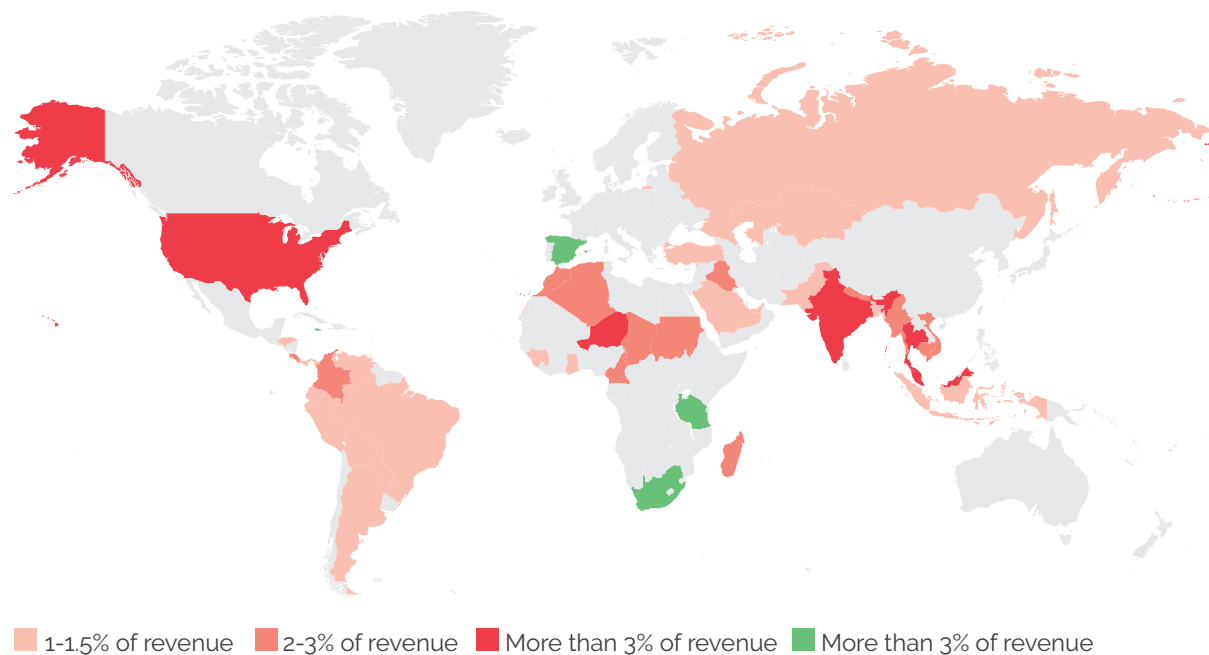 1-1.5% of revenue
2-3% of revenue
More than 3% of revenue
More than 3% of revenue